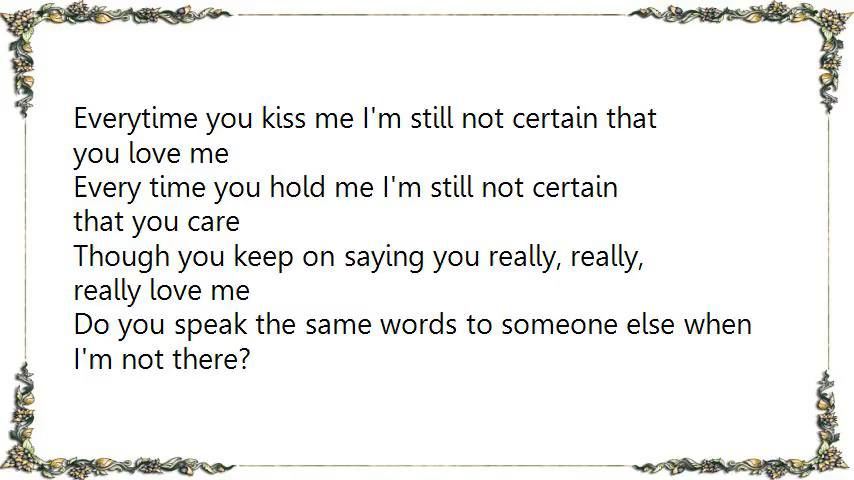 Everytime you kiss me I'm still not certain that
you love me
Every time you hold me I'm still not certain
that you care
Though you keep on saying you really, really,
really love me
Do you speak the same words to someone else when
I'm not there?